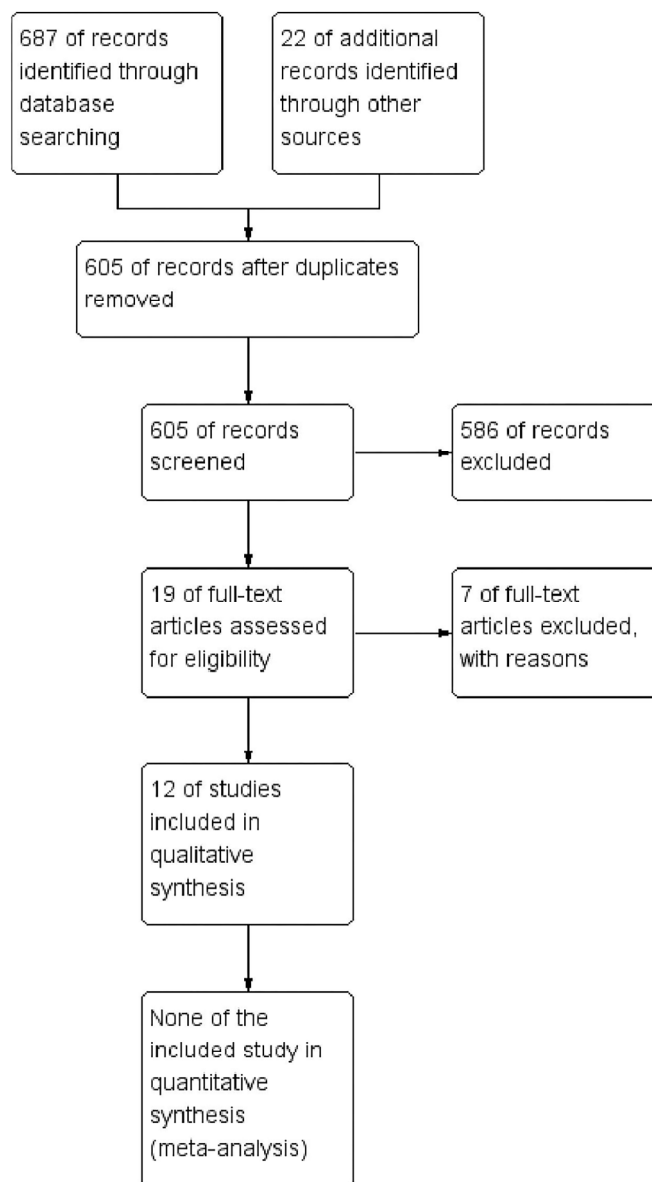 687 of records
identified through
database
searching
22 of additional
records identified
through other
sources
605 of records after duplicates
removed
605 of records
screened
586 of records
excluded
19 of full-text
articles assessed
for eligibility
7 of full-text
articles excluded,
with reasons
12 of studies
included in
qualitative
synthesis
None of the
included study in
quantitative
synthesis
(meta-analysis)